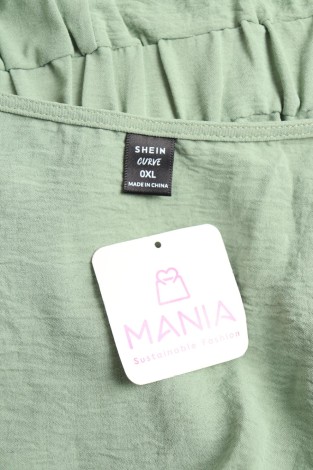 SHEIN
CURVE
0XL
MADE IN CHINA
MANIA
Sustainable Fashion